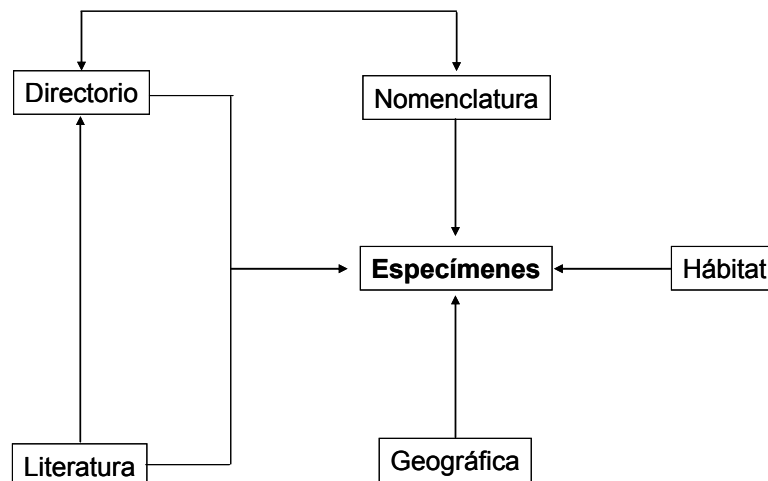 Directorio
Nomenclatura
Especímenes
Hábitat
Literatura
Geográfica